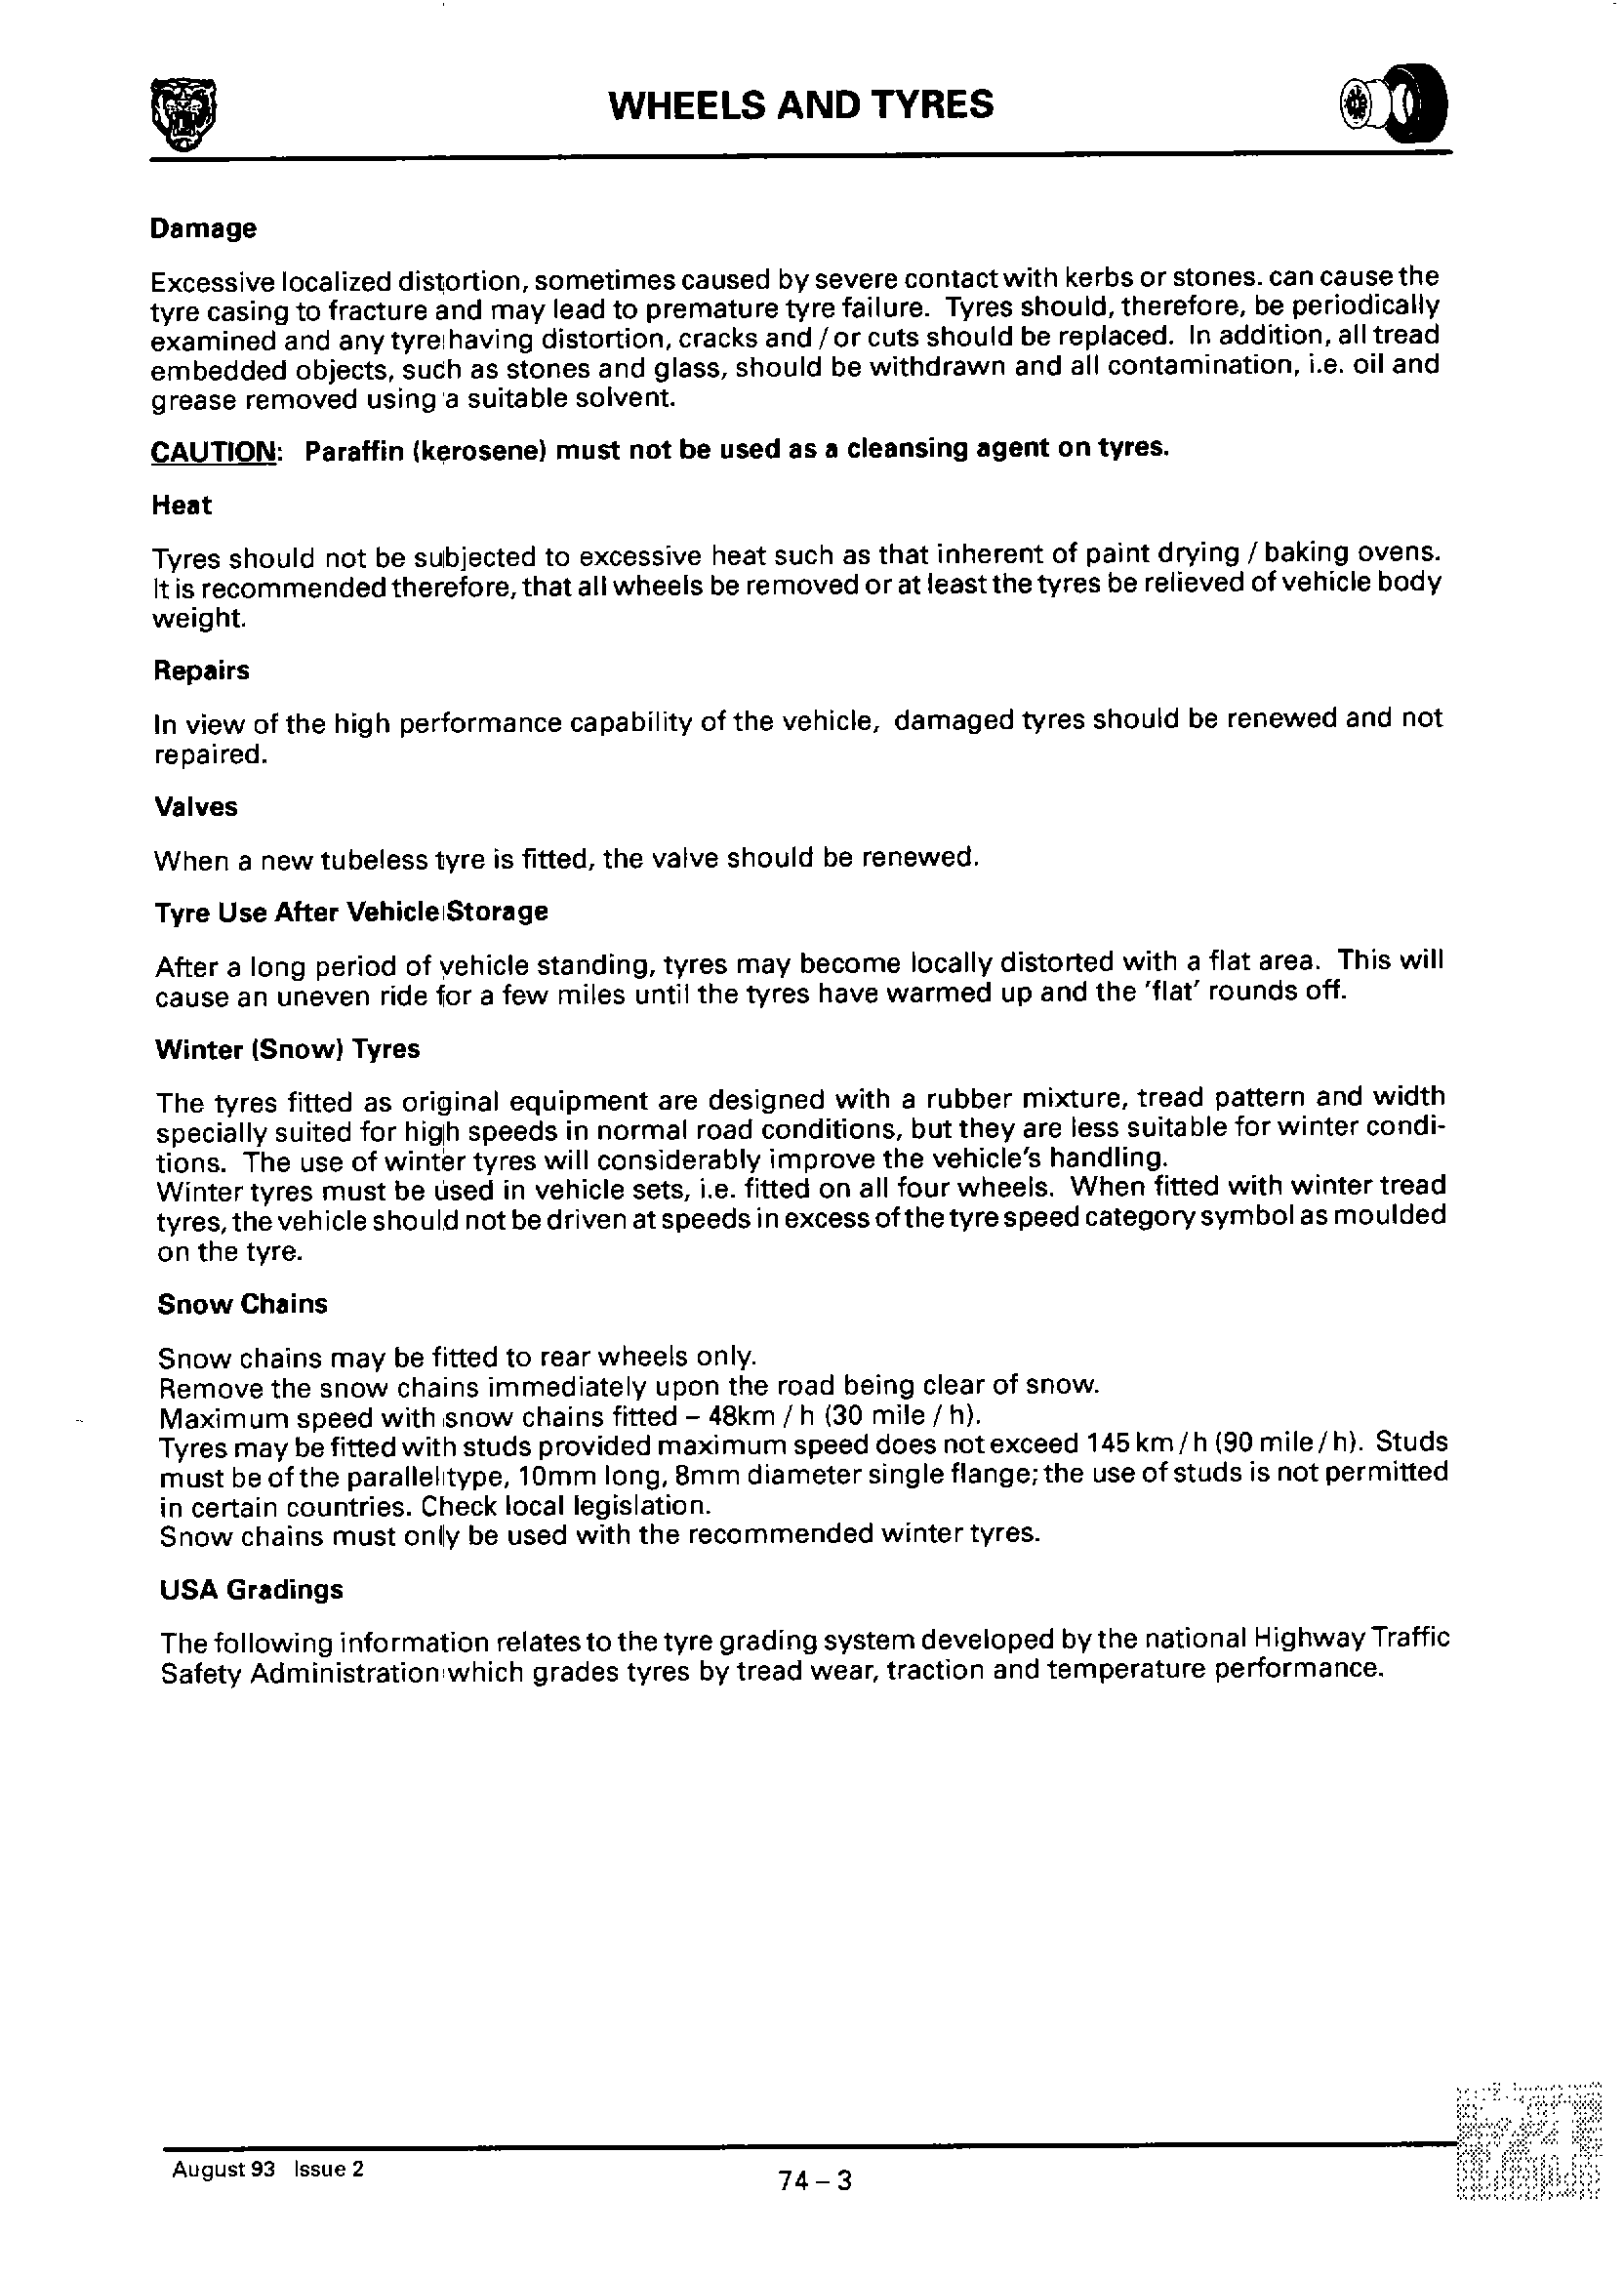 WHEELS AND TYRES
Damage
Excessive localized distortion, sometimes caused by severe contact with kerbs or stones. can cause the
tyre casing to fracture and may lead to premature tyre failure. Tyres should, therefore, be periodically
examined and any tyre having distortion, cracks and / or cuts should be replaced. In addition, all tread
embedded objects, such as stones and glass, should be withdrawn and all contamination, i.e. oil and
grease removed using a suitable solvent.
CAUTION: Paraffin (kerosene) must not be used as a cleansing agent on tyres.
Heat
Tyres should not be subjected to excessive heat such as that inherent of paint drying / baking ovens.
It is recommended therefore, that all wheels be removed or at least the tyres be relieved of vehicle body
weight.
Repairs
In view of the high performance capability of the vehicle, damaged tyres should be renewed and not
repaired.
Valves
When a new tubeless tyre is fitted, the valve should be renewed.
Tyre Use After Vehicle Storage
After a long period of vehicle standing, tyres may become locally distorted with a flat area. This will
cause an uneven ride for a few miles until the tyres have warmed up and the 'flat' rounds off.
Winter (Snow) Tyres
The tyres fitted as original equipment are designed with a rubber mixture, tread pattern and width
specially suited for high speeds in normal road conditions, but they are less suitable for winter condi-
tions. The use of winter tyres will considerably improve the vehicle's handling.
Winter tyres must be used in vehicle sets, i.e. fitted on all four wheels. When fitted with winter tread
tyres, the vehicle should not be driven at speeds in excess of the tyre speed category symbol as moulded
on the tyre.
Snow Chains
Snow chains may be fitted to rear wheels only.
Remove the snow chains immediately upon the road being clear of snow.
Maximum speed with snow chains fitted – 48km / h (30 mile / h).
Tyres may be fitted with studs provided maximum speed does not exceed 145 km / h (90 mile / h). Studs
must be of the parallel type, 10mm long, 8mm diameter single flange; the use of studs is not permitted
in certain countries. Check local legislation.
Snow chains must only be used with the recommended winter tyres.
USA Gradings
The following information relates to the tyre grading system developed by the national Highway Traffic
Safety Administration which grades tyres by tread wear, traction and temperature performance.
August 93 Issue 2
74 – 3
74